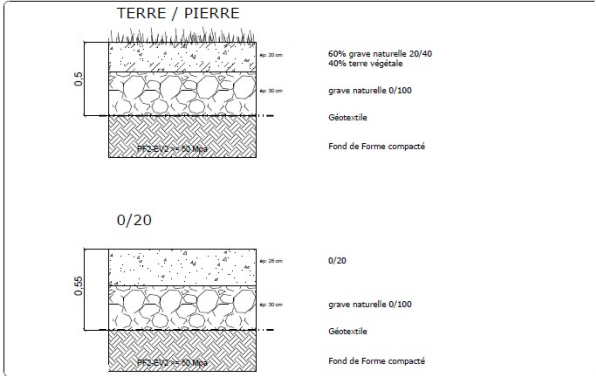 TERRE / PIERRE
0,5
ép: 20 cm
60% grave naturelle 20/40
40% terre végétale
ép: 30 cm
grave naturelle 0/100
Géotextile
PF2-EV2 >= 50 Mpa
Fond de Forme compacté
0/20
0,55
ép: 25 cm
0/20
ép: 30 cm
grave naturelle 0/100
Géotextile
PF2-EV2 >= 50 Mpa
Fond de Forme compacté